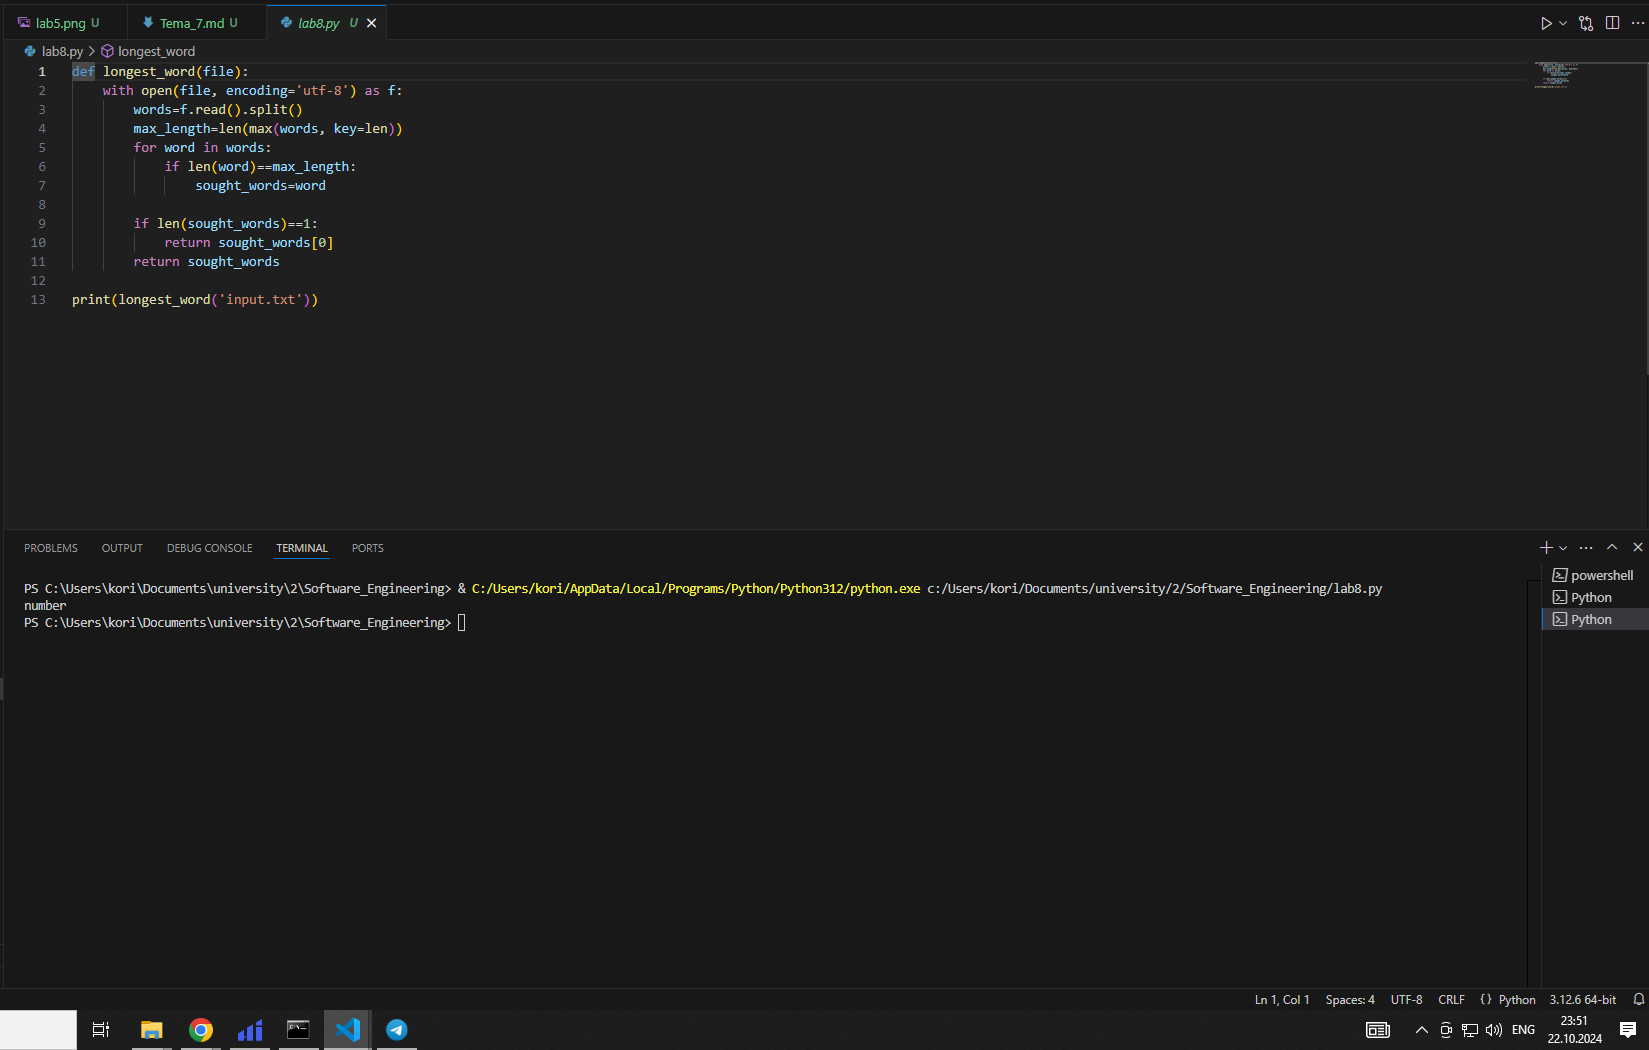 lab5.png U
Tema_7.md U
lab8.py U
lab8.py > longest_word
1 def longest_word(file):
2     with open(file, encoding='utf-8') as f:
3         words=f.read().split()
4         max_length=len(max(words, key=len))
5         for word in words:
6             if len(word)==max_length:
7                 sought_words=word
8
9         if len(sought_words)==1:
10             return sought_words[0]
11         return sought_words
12
13 print(longest_word('input.txt'))
PROBLEMS OUTPUT DEBUG CONSOLE TERMINAL PORTS
PS C:\Users\kori\Documents\university\2\Software_Engineering> & C:/Users/kori/AppData/Local/Programs/Python/Python312/python.exe c:/Users/kori/Documents/university/2/Software_Engineering/lab8.py
number
PS C:\Users\kori\Documents\university\2\Software_Engineering>
powershell
Python
Python
Ln 1, Col 1 Spaces: 4 UTF-8 CRLF {} Python 3.12.6 64-bit
ENG
23:51
22.10.2024